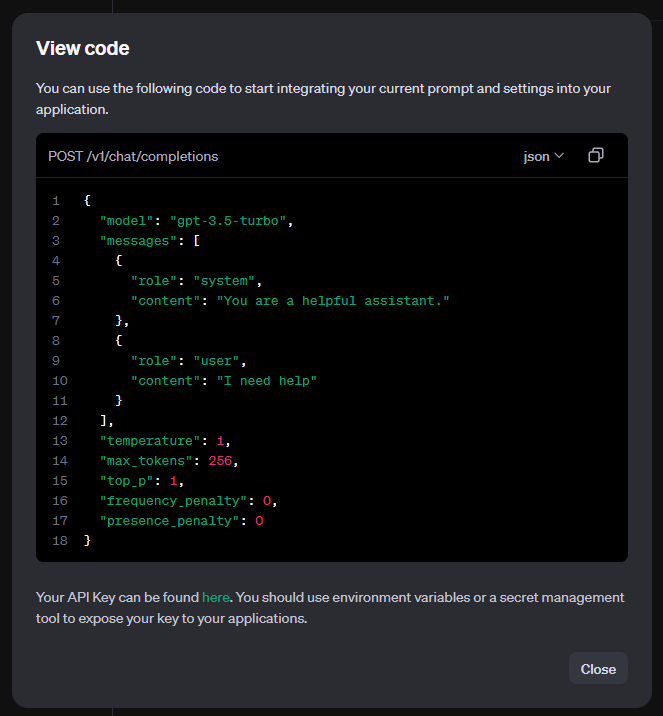 View code
You can use the following code to start integrating your current prompt and settings into your
application.
POST /v1/chat/completions json
1 {
2 "model": "gpt-3.5-turbo",
3 "messages": [
4 {
5 "role": "system",
6 "content": "You are a helpful assistant."
7 },
8 {
9 "role": "user",
10 "content": "I need help"
11 }
12 ],
13 "temperature": 1,
14 "max_tokens": 256,
15 "top_p": 1,
16 "frequency_penalty": 0,
17 "presence_penalty": 0
18 }
Your API Key can be found here. You should use environment variables or a secret management
tool to expose your key to your applications.
Close